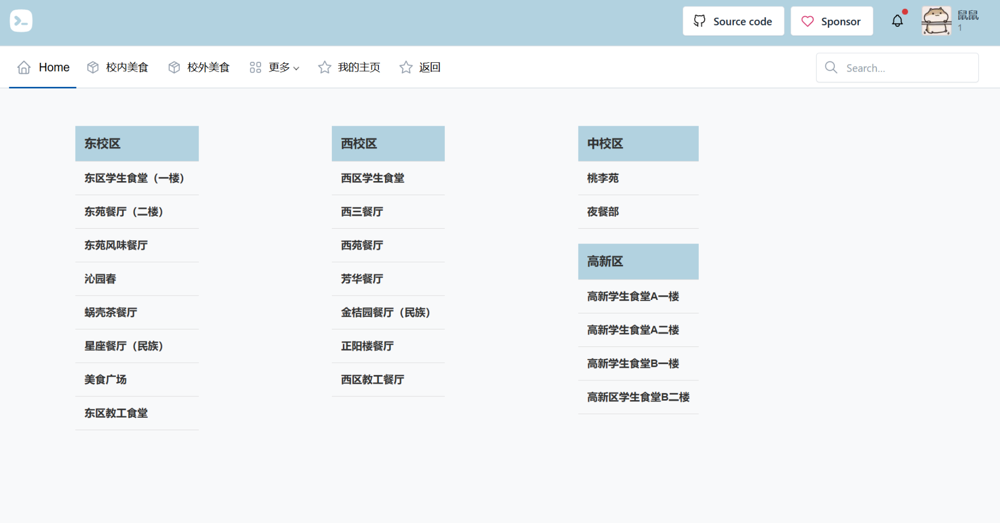 Source code
Sponsor
鼠鼠
1
Home
校内美食
校外美食
更多
我的主页
返回
Search...
东校区
东区学生食堂（一楼）
东苑餐厅（二楼）
东苑风味餐厅
沁园春
蜗壳茶餐厅
星座餐厅（民族）
美食广场
东区教工食堂
西校区
西区学生食堂
西三餐厅
西苑餐厅
芳华餐厅
金桔园餐厅（民族）
正阳楼餐厅
西区教工餐厅
中校区
桃李苑
夜餐部
高新区
高新学生食堂A一楼
高新学生食堂A二楼
高新学生食堂B一楼
高新区学生食堂B二楼